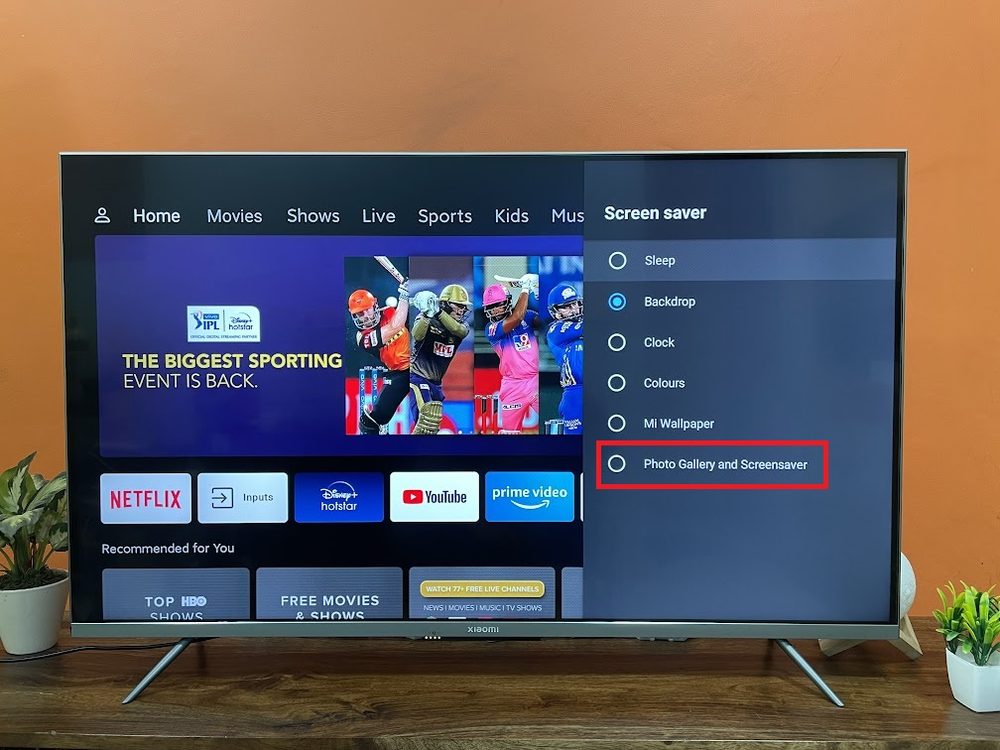 Home Movies Shows Live Sports Kids Mus
vivo
IPL
Disney+
hotstar
OFFICIAL DIGITAL STREAMING PARTNER
THE BIGGEST SPORTING
EVENT IS BACK.
MPL
NETFLIX
Inputs
Disney+
hotstar
YouTube
prime video
Recommended for You
TOP HBO
SHOWS
FREE MOVIES
& SHOWS
WATCH 77+ FREE LIVE CHANNELS
NEWS | MOVIES | MUSIC | TV SHOWS
Screen saver
Sleep
Backdrop
Clock
Colours
Mi Wallpaper
Photo Gallery and Screensaver
xiaomi